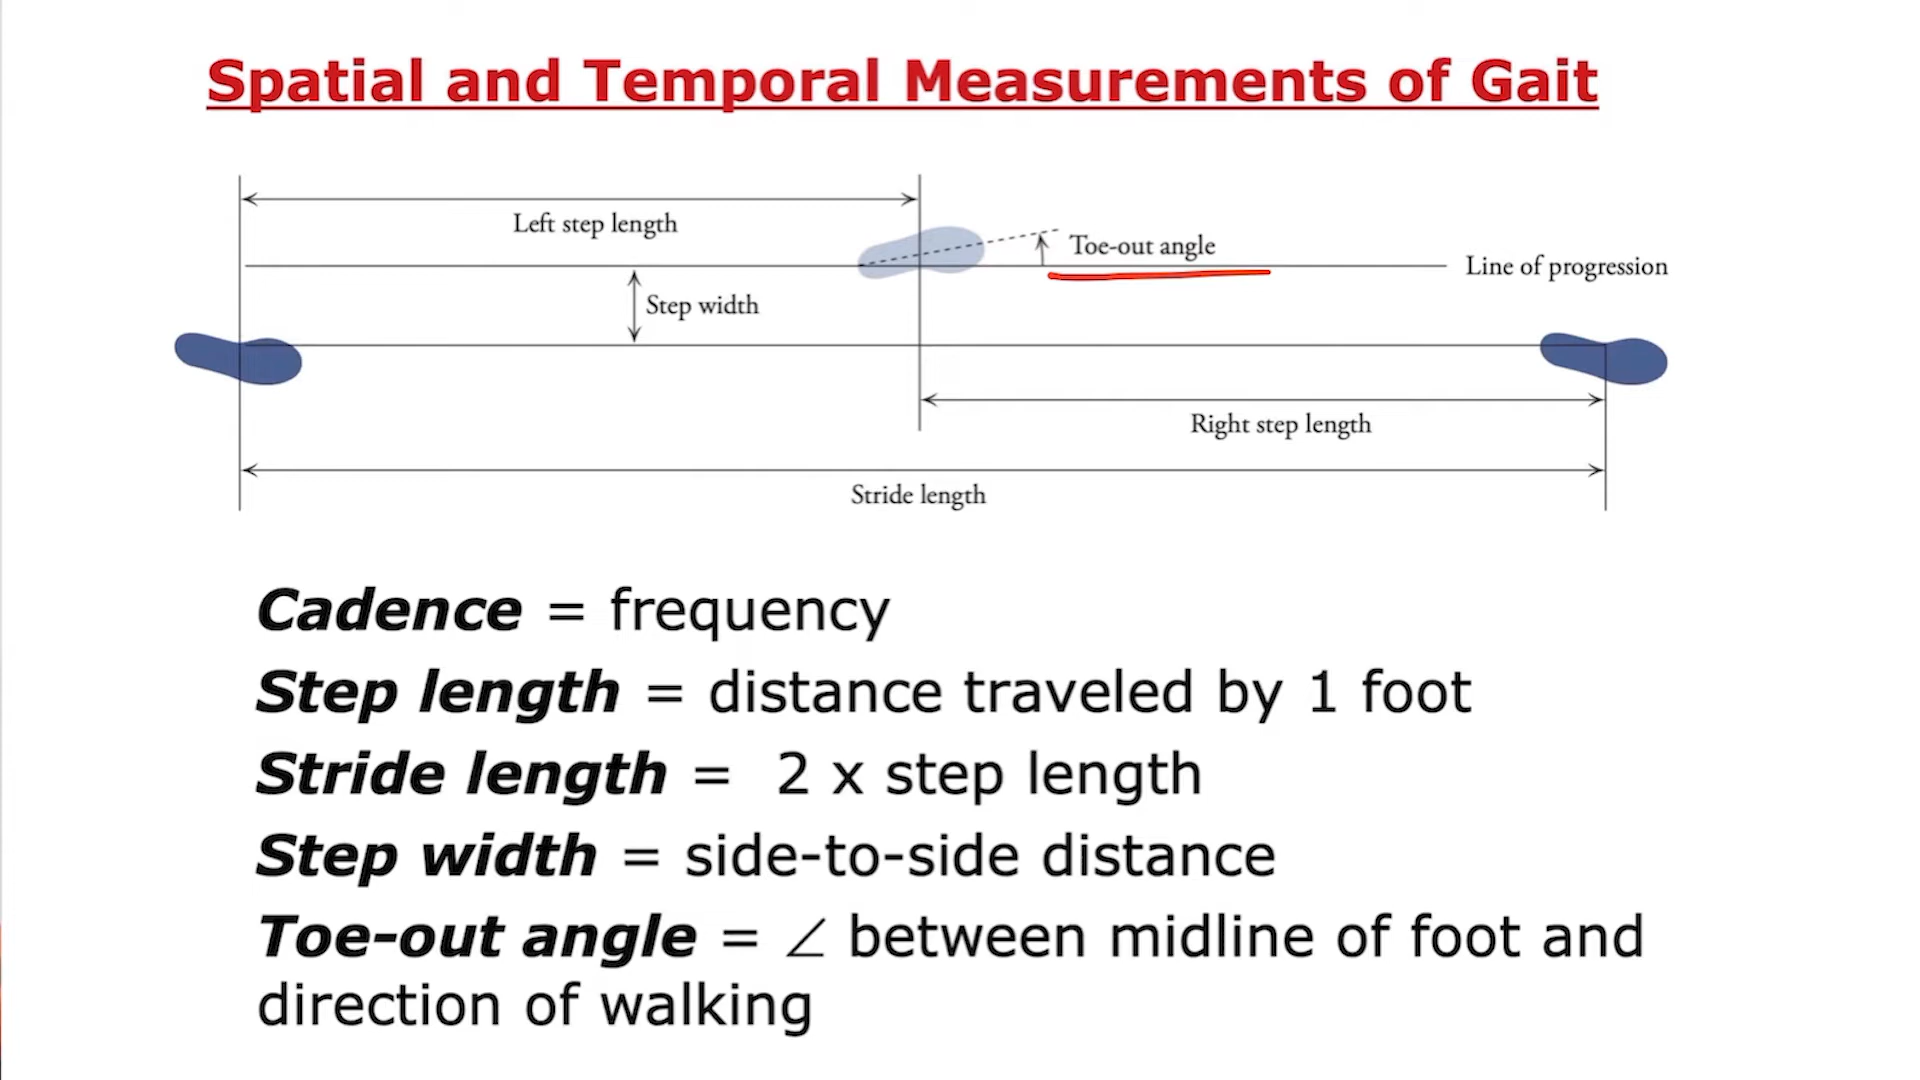 Spatial and Temporal Measurements of Gait
Left step length
Toe-out angle
Line of progression
Step width
Right step length
Stride length
Cadence = frequency
Step length = distance traveled by 1 foot
Stride length = 2 x step length
Step width = side-to-side distance
Toe-out angle = ∠ between midline of foot and
direction of walking